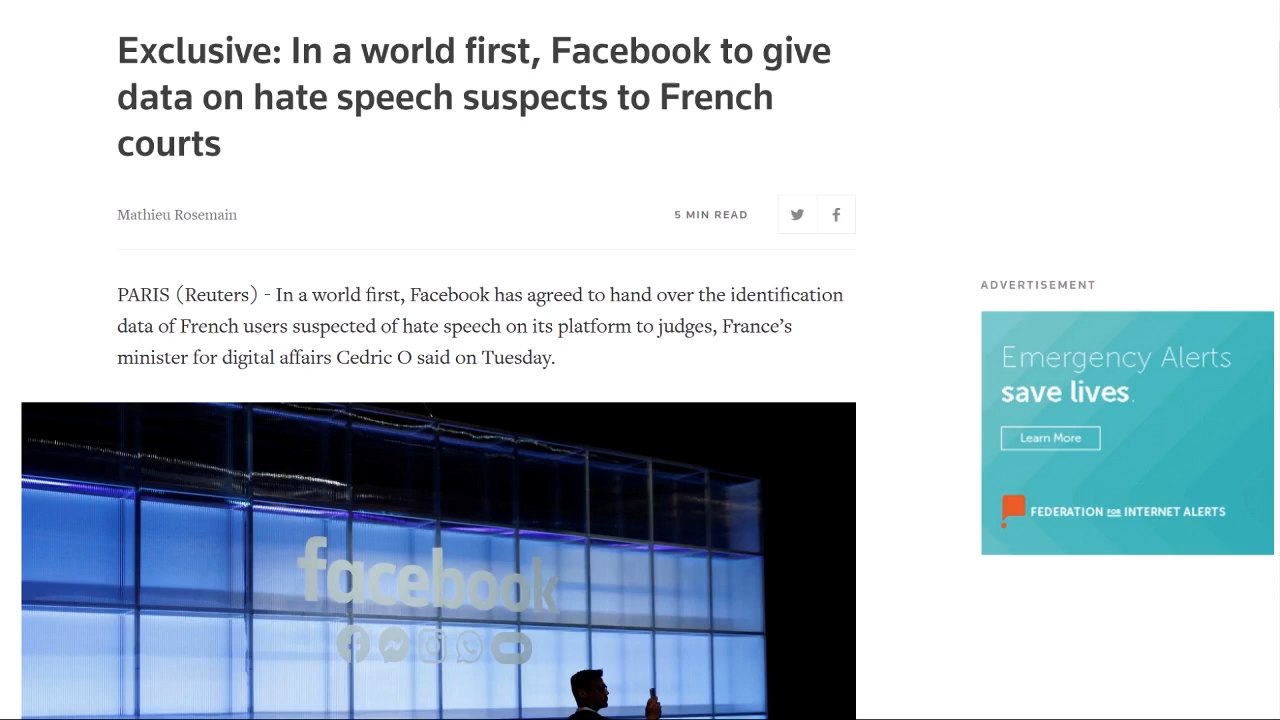 Exclusive: In a world first, Facebook to give
data on hate speech suspects to French
courts
Mathieu Rosemain
5 MIN READ
PARIS (Reuters) - In a world first, Facebook has agreed to hand over the identification
data of French users suspected of hate speech on its platform to judges, France’s
minister for digital affairs Cedric O said on Tuesday.
facebook
ADVERTISEMENT
Emergency Alerts
save lives.
Learn More
FEDERATION FOR INTERNET ALERTS